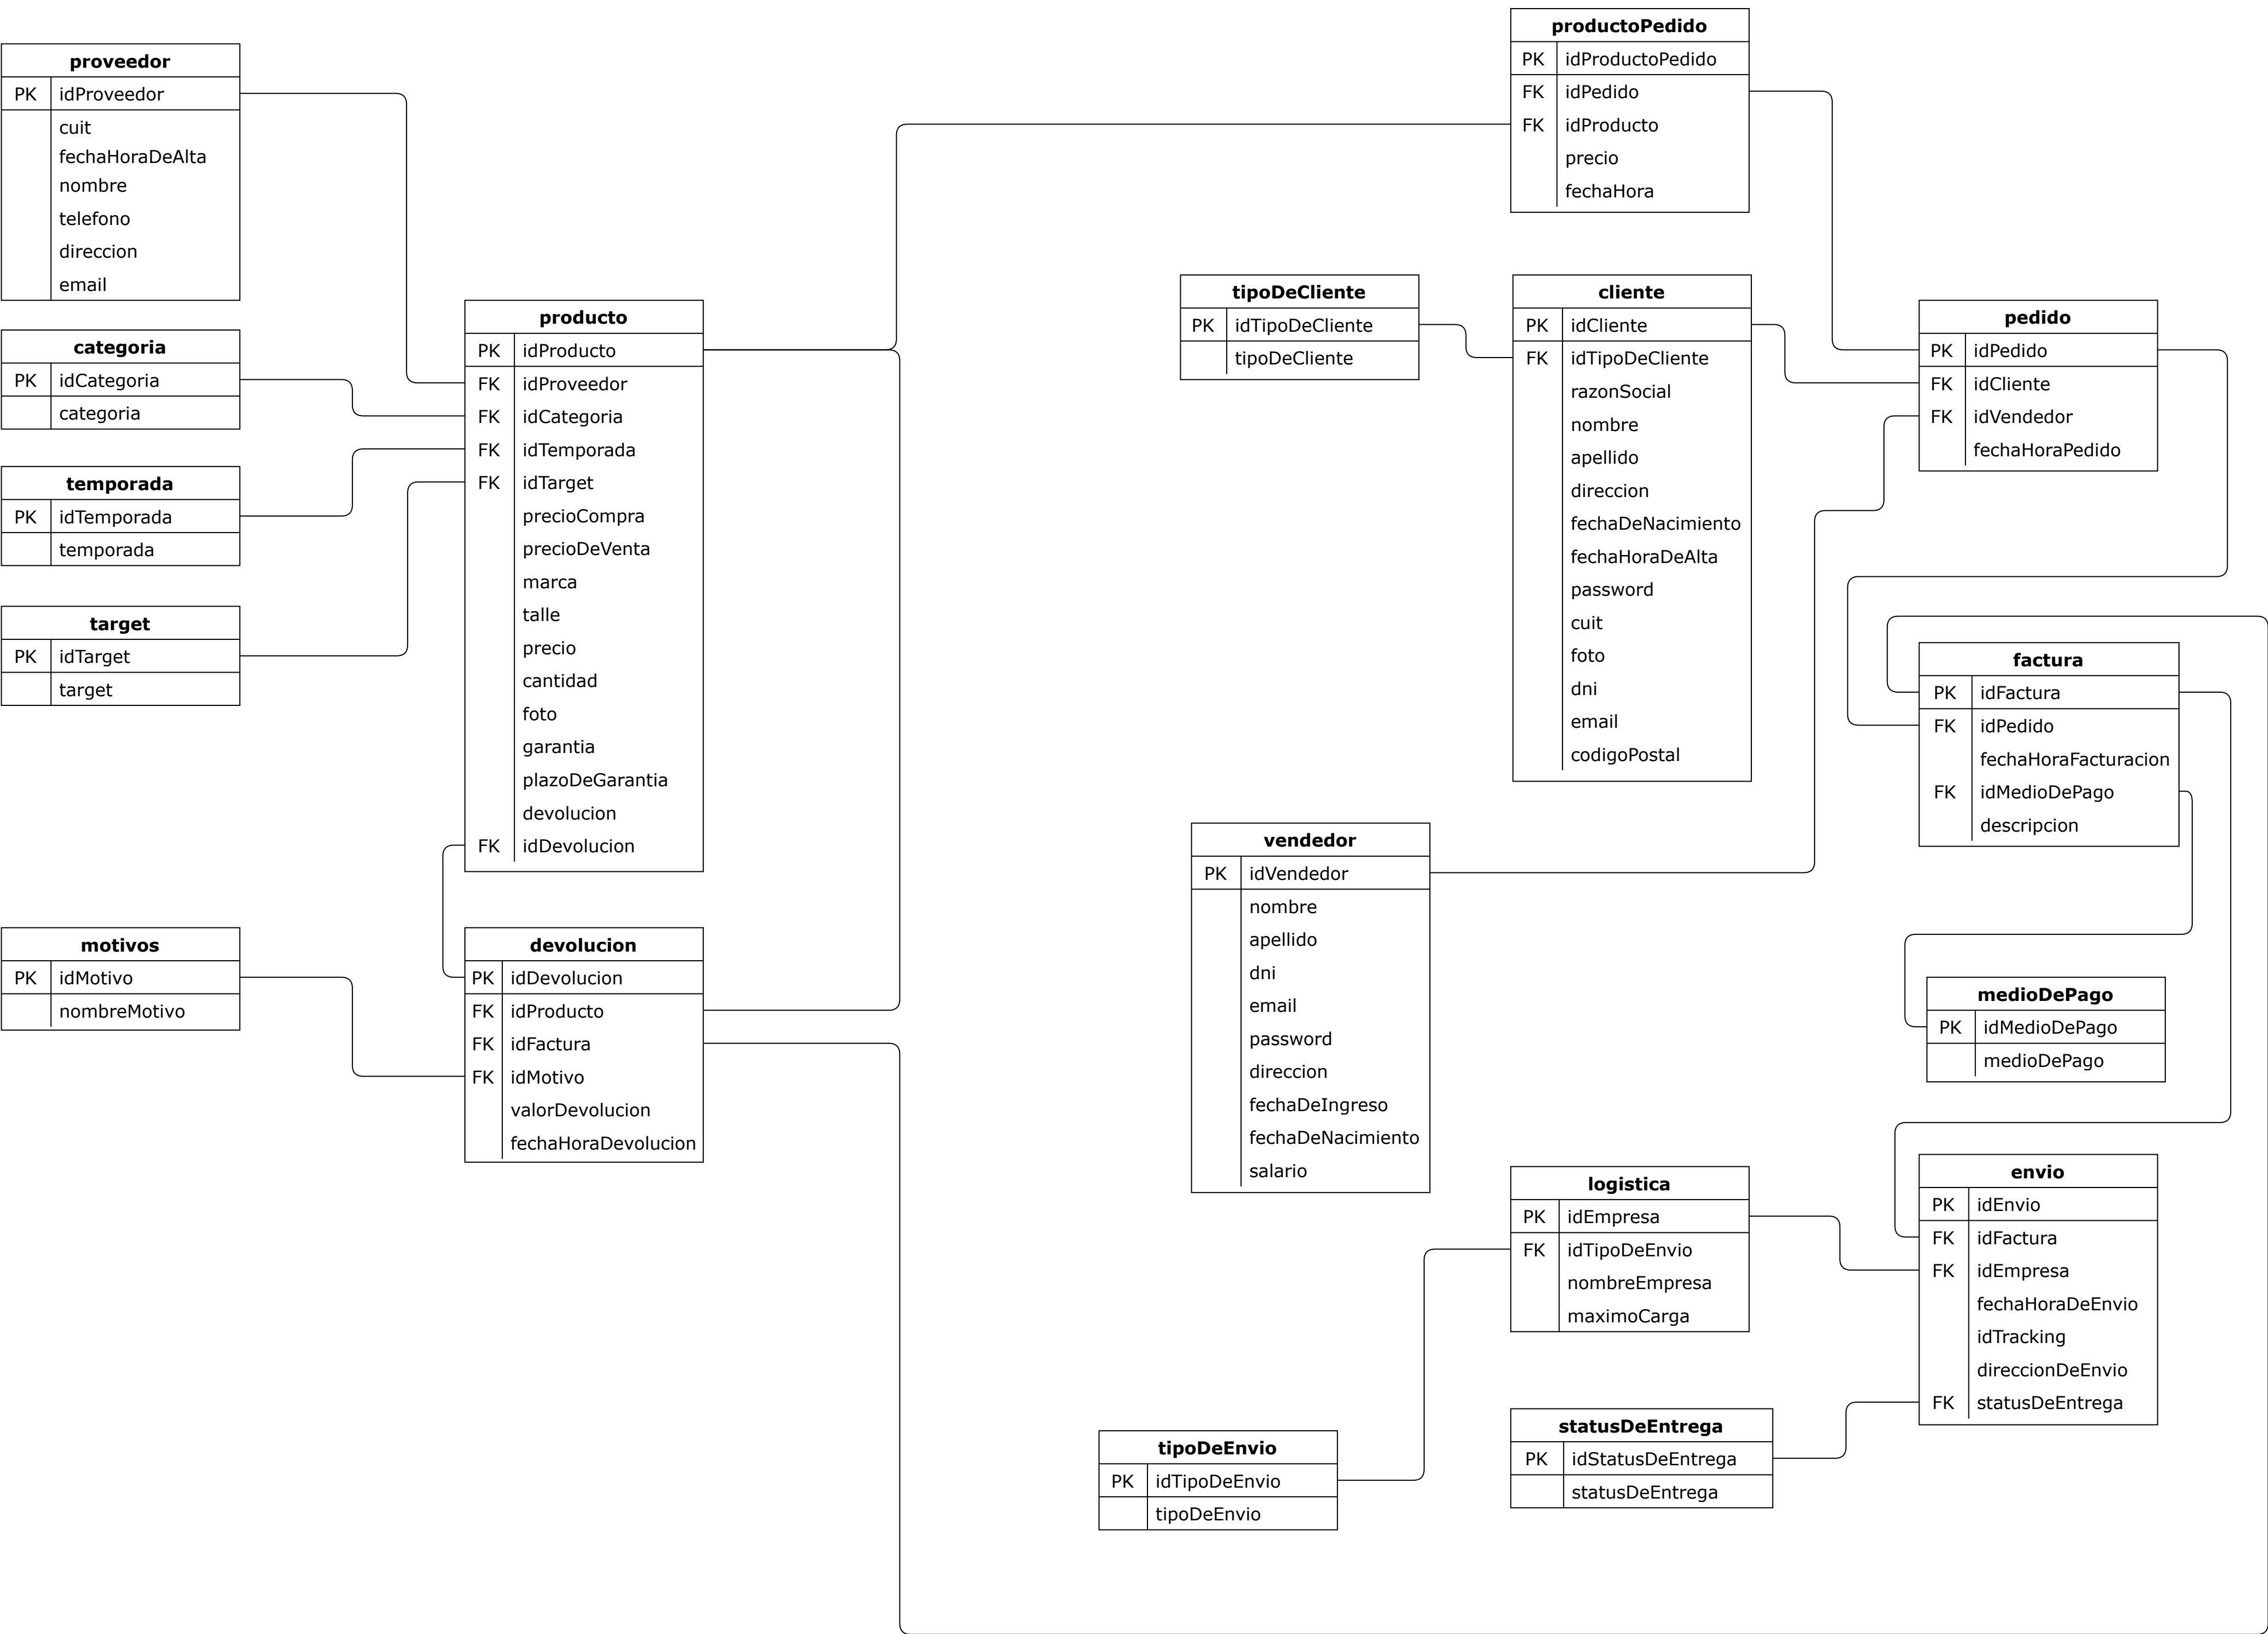 proveedor
PK idProveedor
cuit
fechaHoraDeAlta
nombre
telefono
direccion
email
categoria
PK idCategoria
categoria
temporada
PK idTemporada
temporada
target
PK idTarget
target
motivos
PK idMotivo
nombreMotivo
producto
PK idProducto
FK idProveedor
FK idCategoria
FK idTemporada
FK idTarget
precioCompra
precioDeVenta
marca
talle
precio
cantidad
foto
garantia
plazoDeGarantia
devolucion
FK idDevolucion
devolucion
PK idDevolucion
FK idProducto
FK idFactura
FK idMotivo
valorDevolucion
fechaHoraDevolucion
productoPedido
PK idProductoPedido
FK idPedido
FK idProducto
precio
fechaHora
tipoDeCliente
PK idTipoDeCliente
tipoDeCliente
cliente
PK idCliente
FK idTipoDeCliente
razonSocial
nombre
apellido
direccion
fechaDeNacimiento
fechaHoraDeAlta
password
cuit
foto
dni
email
codigoPostal
pedido
PK idPedido
FK idCliente
FK idVendedor
fechaHoraPedido
factura
PK idFactura
FK idPedido
fechaHoraFacturacion
FK idMedioDePago
descripcion
vendedor
PK idVendedor
nombre
apellido
dni
email
password
direccion
fechaDeIngreso
fechaDeNacimiento
salario
medioDePago
PK idMedioDePago
medioDePago
logistica
PK idEmpresa
FK idTipoDeEnvio
nombreEmpresa
maximoCarga
envio
PK idEnvio
FK idFactura
FK idEmpresa
fechaHoraDeEnvio
idTracking
direccionDeEnvio
FK statusDeEntrega
tipoDeEnvio
PK idTipoDeEnvio
tipoDeEnvio
statusDeEntrega
PK idStatusDeEntrega
statusDeEntrega